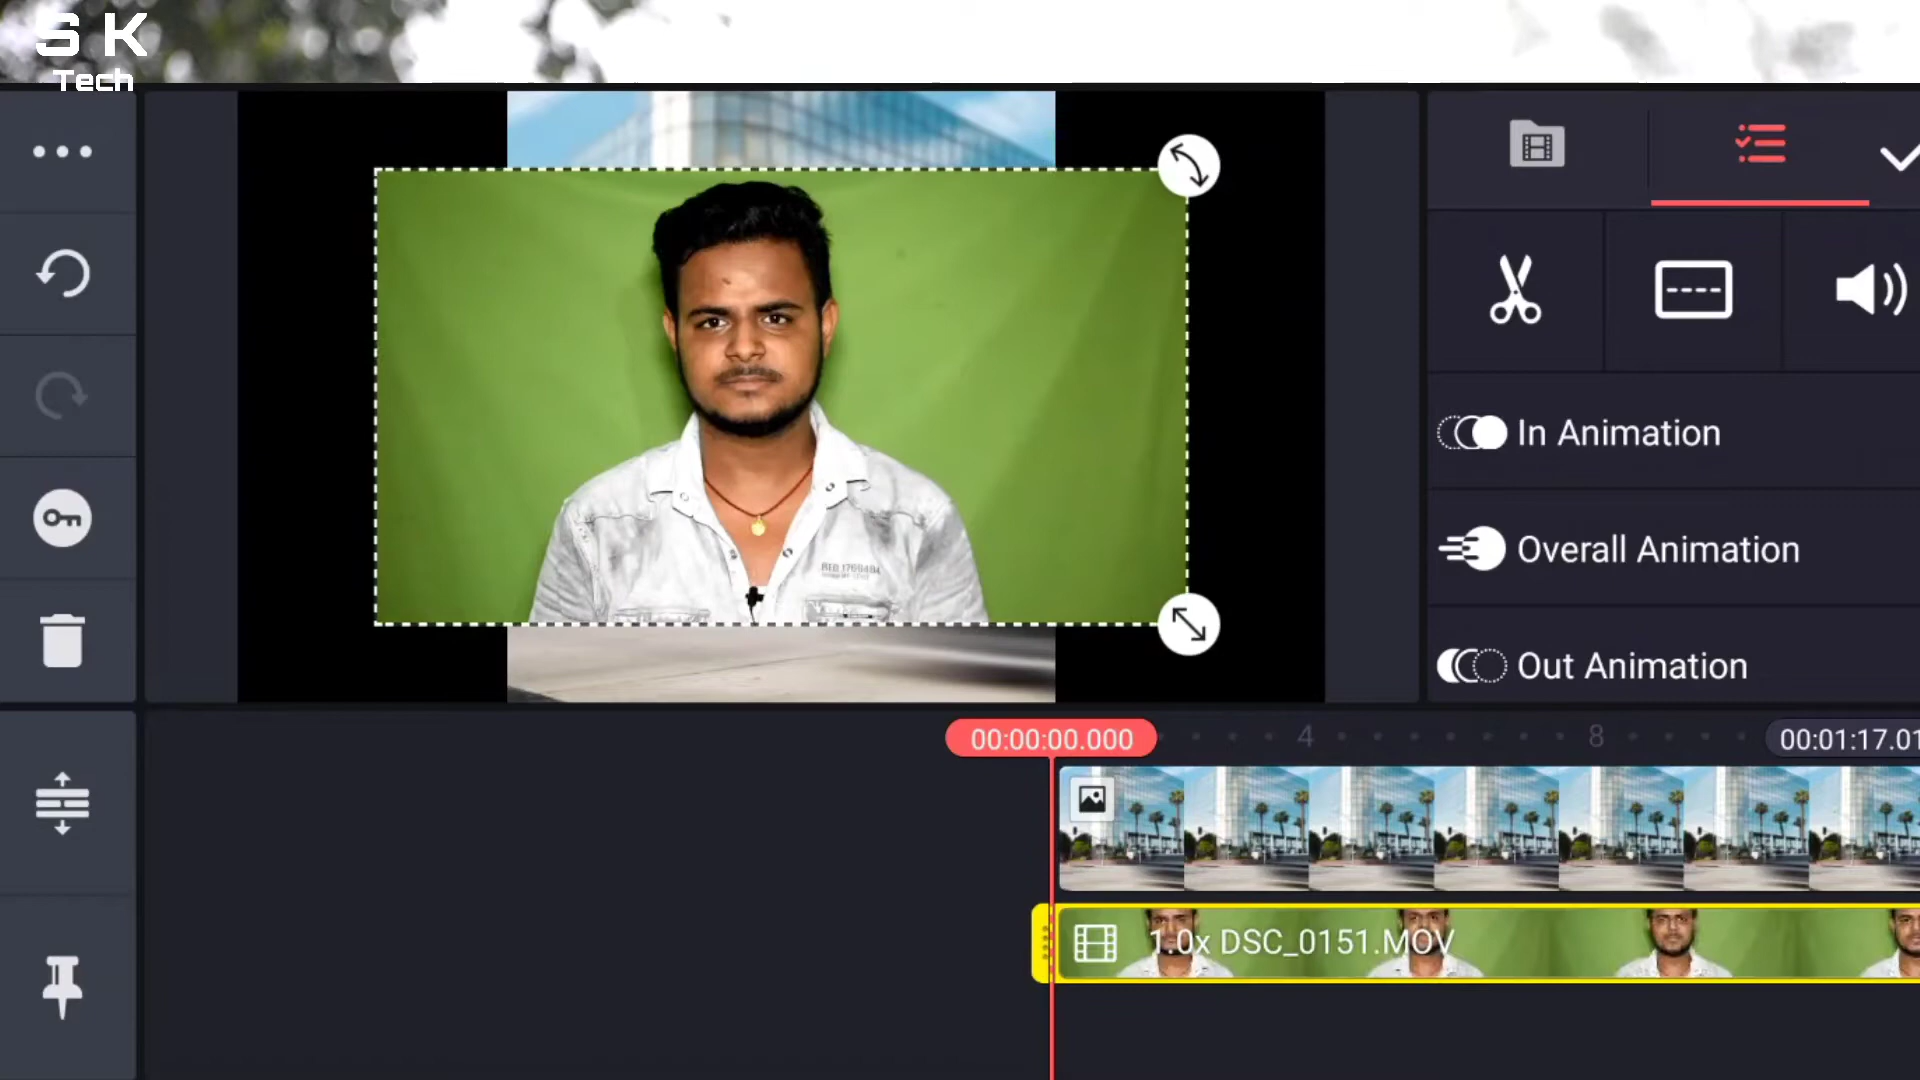 S K
Tech
In Animation
Overall Animation
Out Animation
00:00:00.000
4
8
00:01:17.01
1.0x DSC_0151.MOV